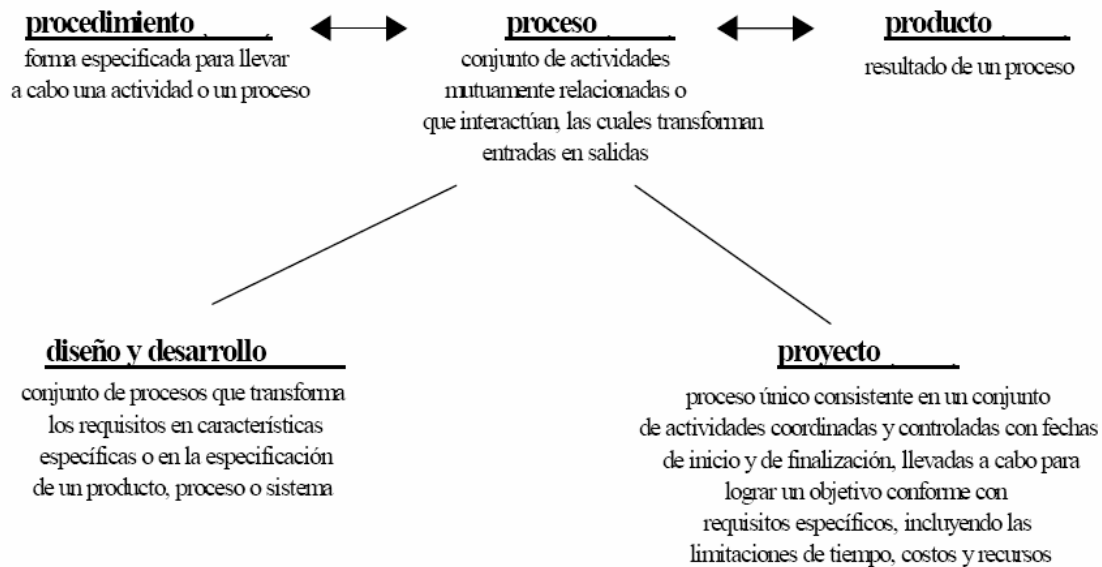 procedimiento
forma especificada para llevar
a cabo una actividad o un proceso
proceso
conjunto de actividades
mutuamente relacionadas o
que interactúan, las cuales transforman
entradas en salidas
producto
resultado de un proceso
diseño y desarrollo
conjunto de procesos que transforma
los requisitos en características
específicas o en la especificación
de un producto, proceso o sistema
proyecto
proceso único consistente en un conjunto
de actividades coordinadas y controladas con fechas
de inicio y de finalización, llevadas a cabo para
lograr un objetivo conforme con
requisitos específicos, incluyendo las
limitaciones de tiempo, costos y recursos